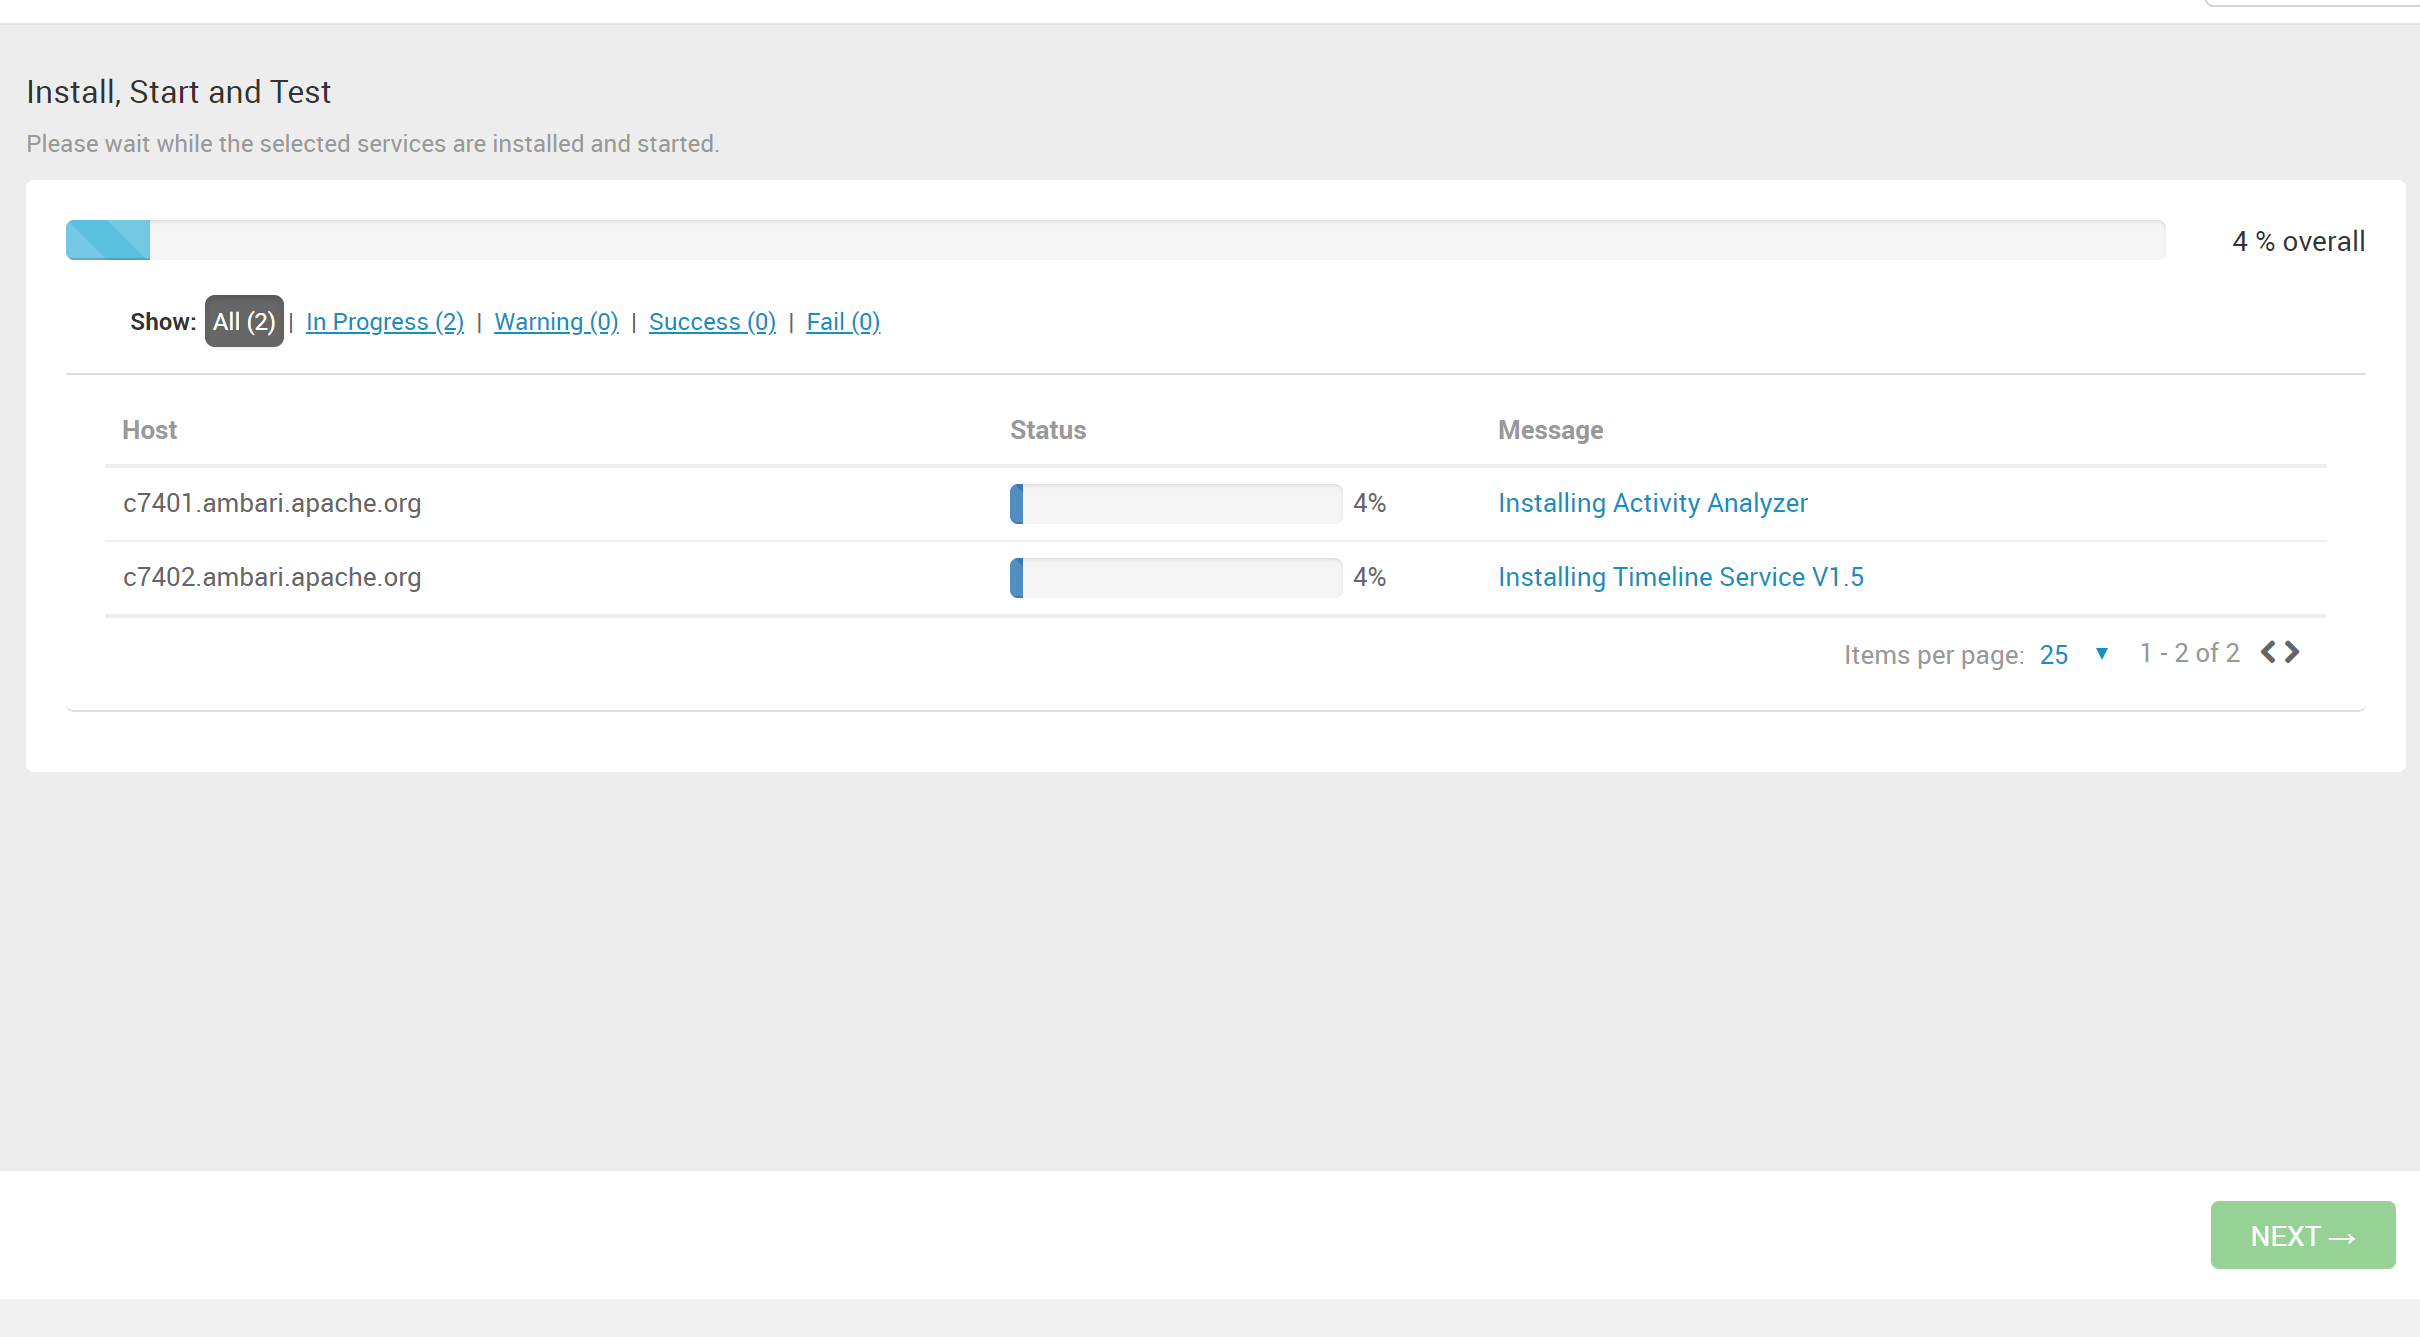 Install, Start and Test
Please wait while the selected services are installed and started.
4 % overall
Show: All (2) | In Progress (2) | Warning (0) | Success (0) | Fail (0)
Host Status Message
c7401.ambari.apache.org 4% Installing Activity Analyzer
c7402.ambari.apache.org 4% Installing Timeline Service V1.5
Items per page: 25 1 - 2 of 2
NEXT →